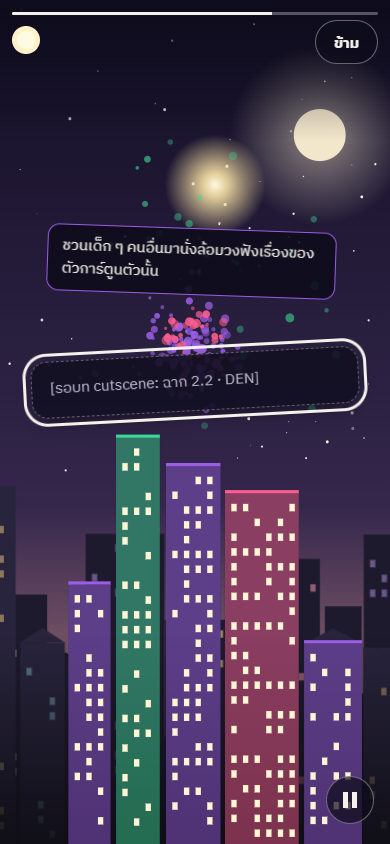 ข้าม
ชวนเด็ก ๆ คนอื่นมานั่งล้อมวงฟังเรื่องของ
ตัวการ์ตูนตัวนั้น
[รอบท cutscene: ฉาก 2.2 · DEN]